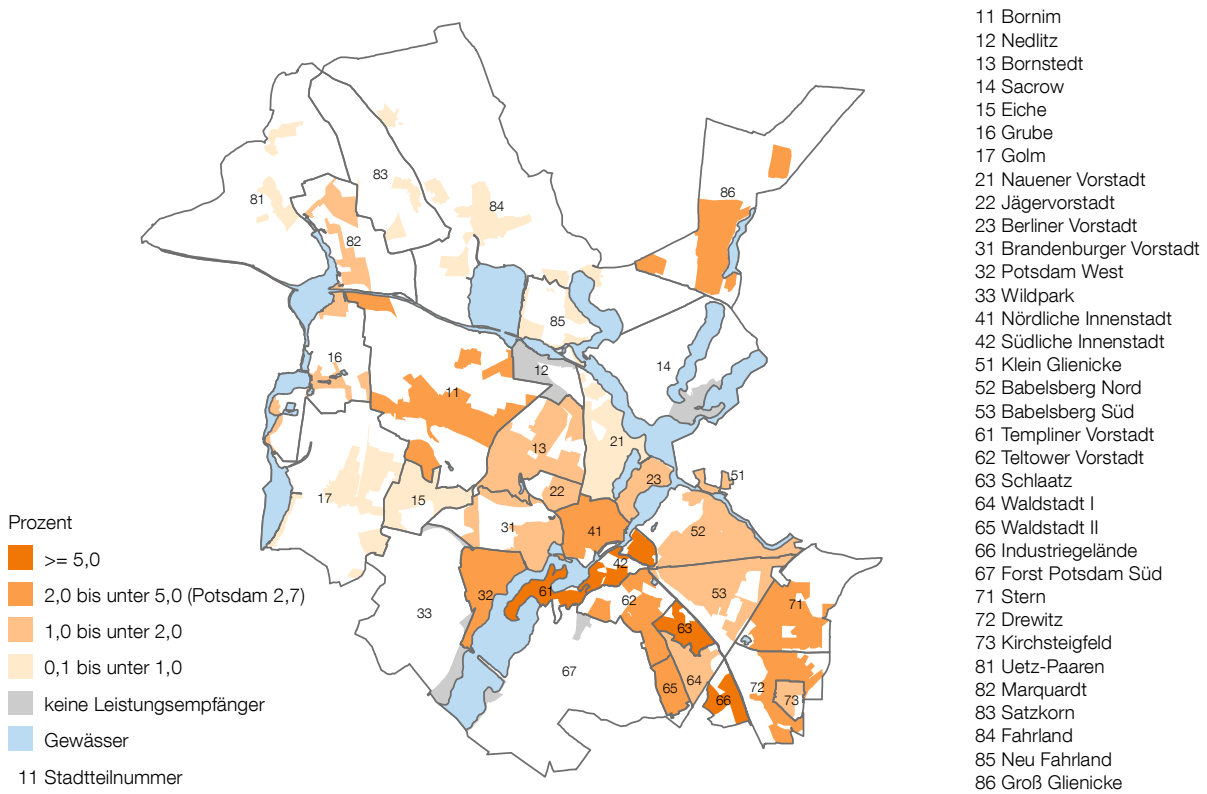 11 Bornim
12 Nedlitz
13 Bornstedt
14 Sacrow
15 Eiche
16 Grube
17 Golm
21 Nauener Vorstadt
22 Jägervorstadt
23 Berliner Vorstadt
31 Brandenburger Vorstadt
32 Potsdam West
33 Wildpark
41 Nördliche Innenstadt
42 Südliche Innenstadt
51 Klein Glienicke
52 Babelsberg Nord
53 Babelsberg Süd
61 Templiner Vorstadt
62 Teltower Vorstadt
63 Schlaatz
64 Waldstadt I
65 Waldstadt II
66 Industriegelände
67 Forst Potsdam Süd
71 Stern
72 Drewitz
73 Kirchsteigfeld
81 Uetz-Paaren
82 Marquardt
83 Satzkorn
84 Fahrland
85 Neu Fahrland
86 Groß Glienicke
83
86
81
84
82
85
16
12
14
11
13
21
22
23
51
17
15
31
41
52
42
32
61
62
53
71
33
63
67
64
65
66
72
73
Prozent
>= 5,0
2,0 bis unter 5,0 (Potsdam 2,7)
1,0 bis unter 2,0
0,1 bis unter 1,0
keine Leistungsempfänger
Gewässer
11 Stadtteilnummer